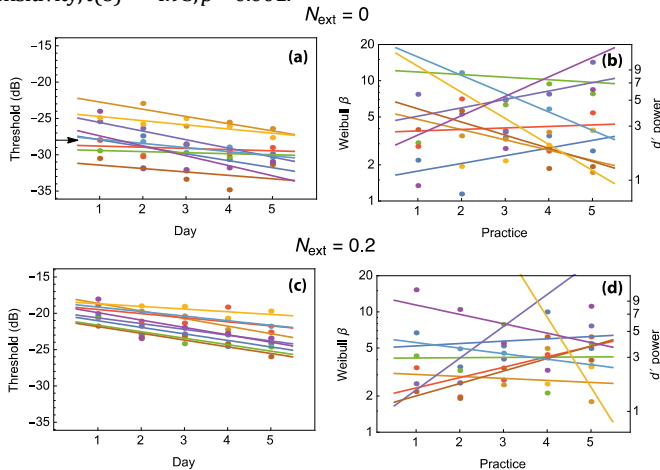 N_ext = 0
(a)
Threshold (dB)
−15
−20
−25
−30
−35
1 2 3 4 5
Day
(b)
Weibull β
20
10
5
2
1
9
7
5
3
1
d′ power
1 2 3 4 5
Practice
N_ext = 0.2
(c)
Threshold (dB)
−15
−20
−25
−30
−35
1 2 3 4 5
Day
(d)
Weibull β
20
10
5
2
1
9
7
5
3
1
d′ power
1 2 3 4 5
Practice